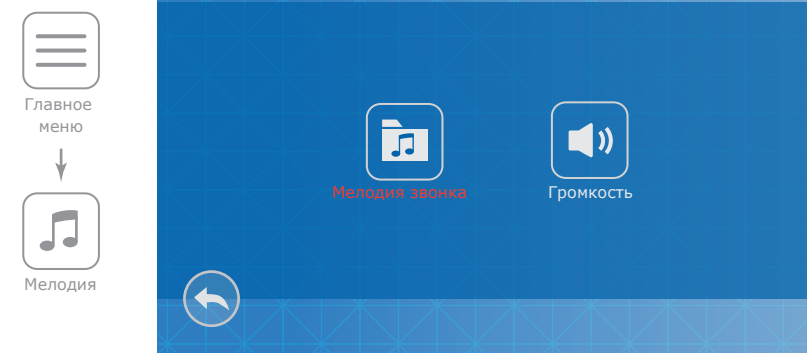 Главное
меню
Мелодия
Мелодия звонка
Громкость